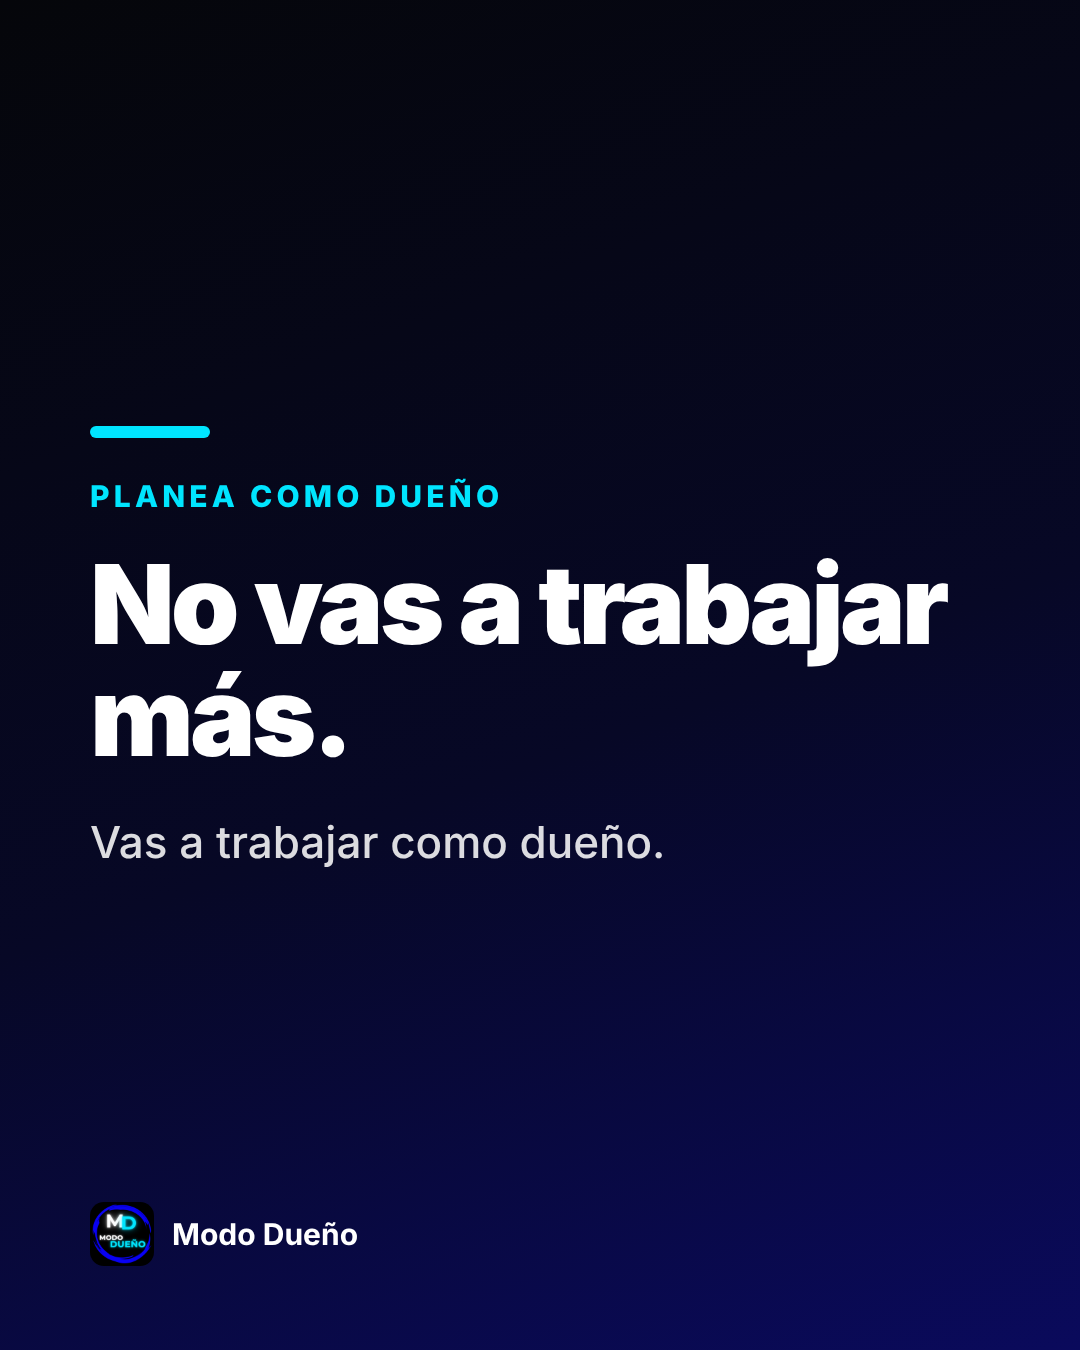 PLANEA COMO DUEÑO
No vas a trabajar
más.
Vas a trabajar como dueño.
MD
MODO
DUEÑO
Modo Dueño